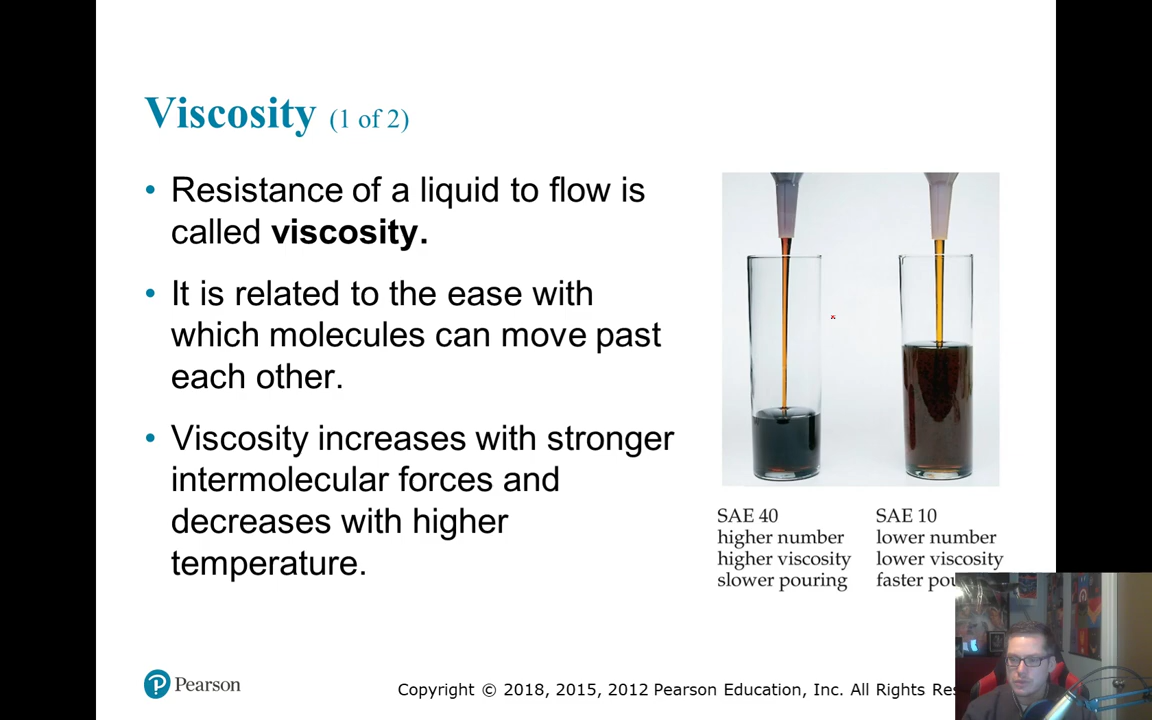 Viscosity (1 of 2)
• Resistance of a liquid to flow is
called viscosity.
• It is related to the ease with
which molecules can move past
each other.
• Viscosity increases with stronger
intermolecular forces and
decreases with higher
temperature.
SAE 40
higher number
higher viscosity
slower pouring
SAE 10
lower number
lower viscosity
faster
Pearson
Copyright © 2018, 2015, 2012 Pearson Education, Inc. All Rights